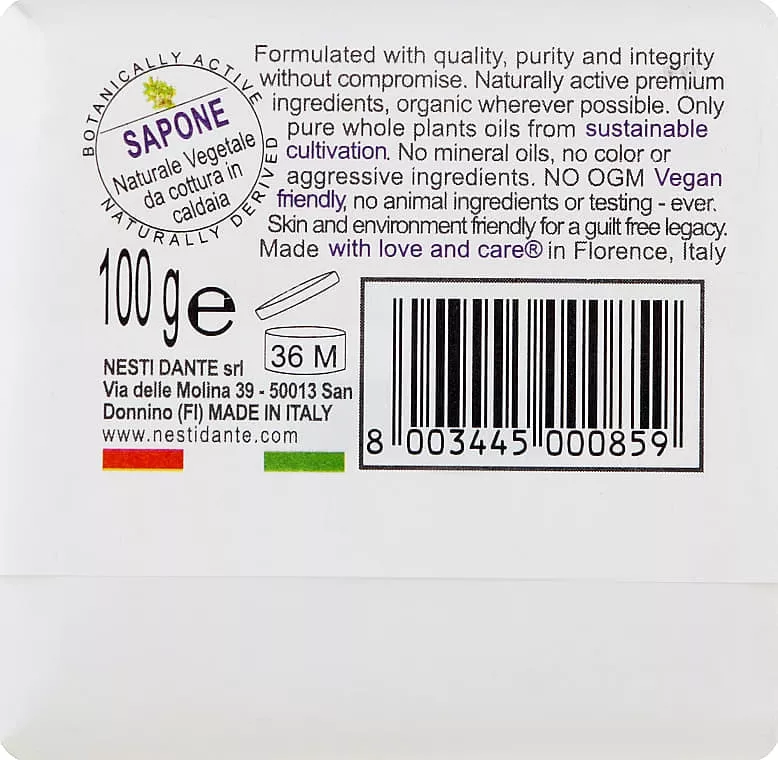 BOTANICALLY ACTIVE
SAPONE
Naturale Vegetale
da cottura in
caldaia
NATURALLY DERIVED
Formulated with quality, purity and integrity
without compromise. Naturally active premium
ingredients, organic wherever possible. Only
pure whole plants oils from sustainable
cultivation. No mineral oils, no color or
aggressive ingredients. NO OGM Vegan
friendly, no animal ingredients or testing - ever.
Skin and environment friendly for a guilt free legacy.
Made with love and care® in Florence, Italy
100 g e
36 M
NESTI DANTE srl
Via delle Molina 39 - 50013 San
Donnino (FI) MADE IN ITALY
www.nestidante.com
8 003445 000859